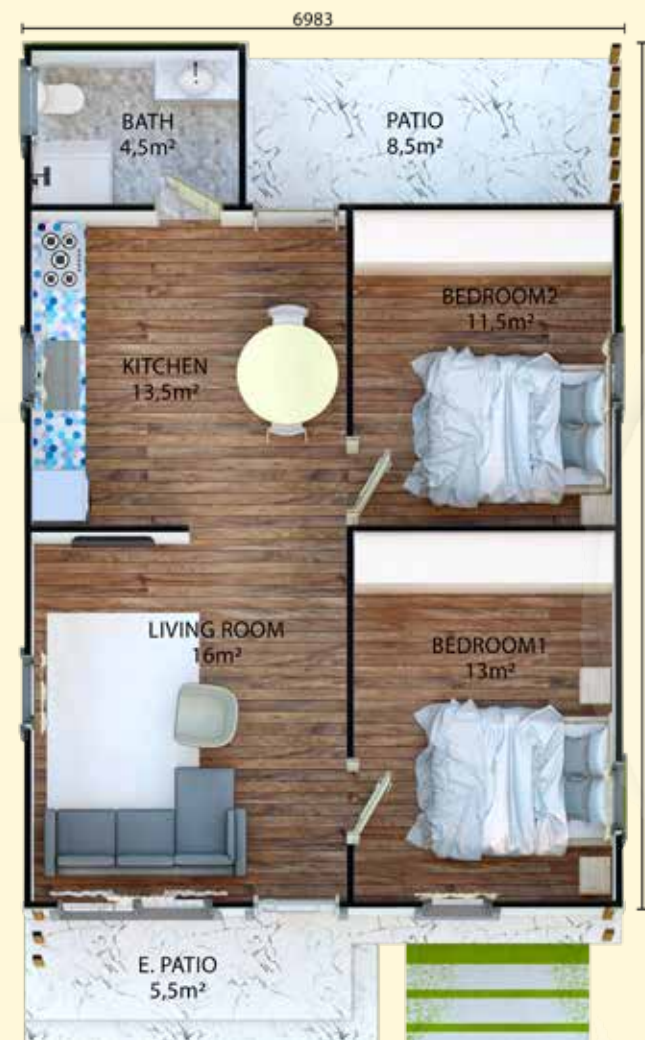 6983
BATH
4,5m²
PATIO
8,5m²
BEDROOM2
11,5m²
KITCHEN
13,5m²
LIVING ROOM
16m²
BEDROOM1
13m²
E. PATIO
5,5m²